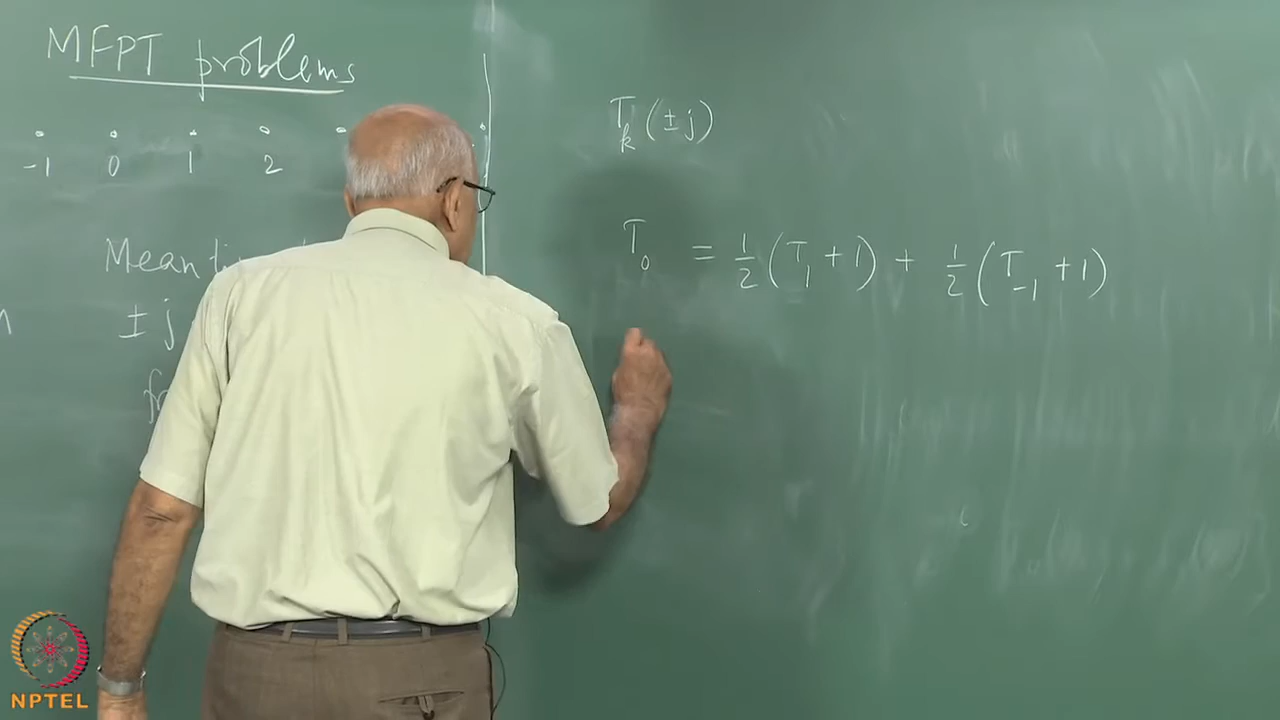 MFPT problems
-1 0 1 2
Mean
± j
T_k(±j)
T_0 = 1/2 (T_1 + 1) + 1/2 (T_{-1} + 1)
NPTEL